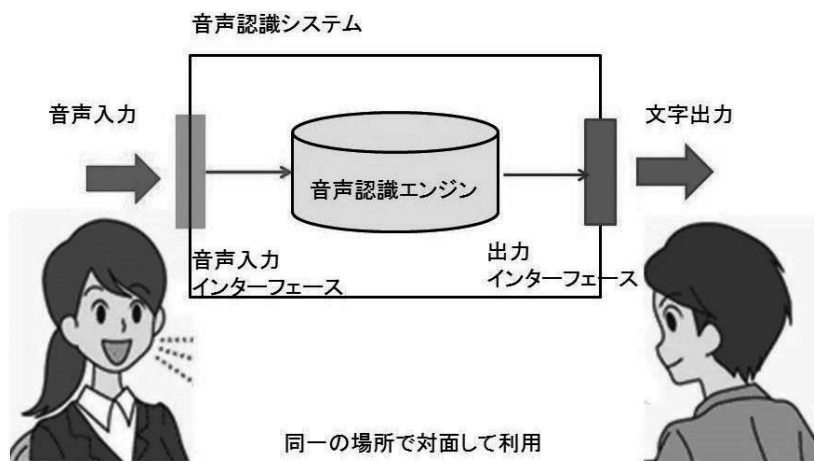 音声認識システム
音声入力
文字出力
音声認識エンジン
音声入力
インターフェース
出力
インターフェース
同一の場所で対面して利用